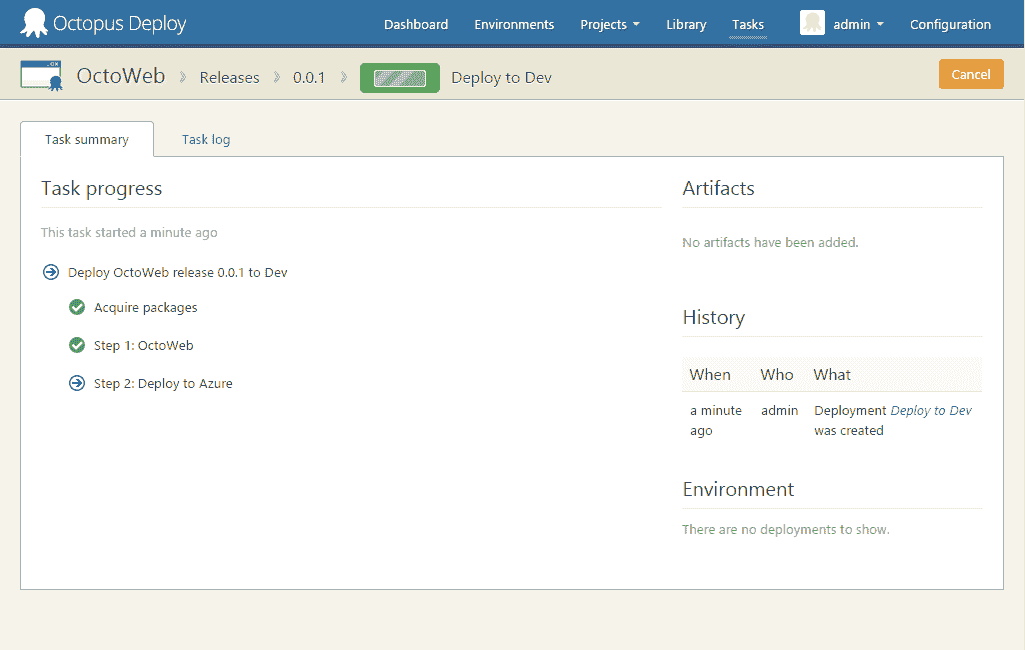 Octopus Deploy Dashboard Environments Projects Library Tasks admin Configuration
OctoWeb Releases 0.0.1 Deploy to Dev Cancel
Task summary Task log
Task progress
This task started a minute ago
Deploy OctoWeb release 0.0.1 to Dev
Acquire packages
Step 1: OctoWeb
Step 2: Deploy to Azure
Artifacts
No artifacts have been added.
History
When Who What
a minute admin Deployment Deploy to Dev
ago was created
Environment
There are no deployments to show.